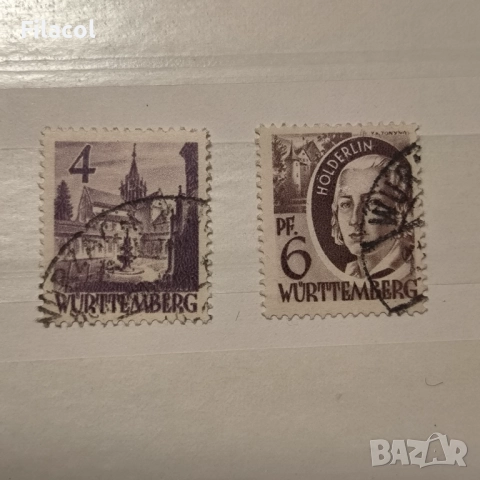 Filacol
4
WÜRTTEMBERG
HÖLDERLIN
PF.
6
WÜRTTEMBERG
BAZAR